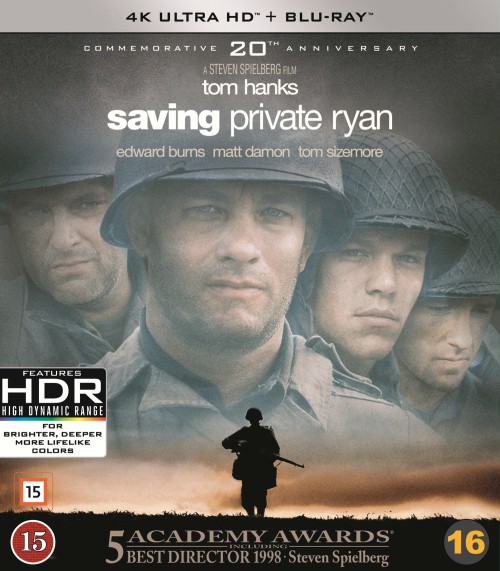 4K ULTRA HD™ + BLU-RAY™
COMMEMORATIVE 20TH ANNIVERSARY
A STEVEN SPIELBERG FILM
tom hanks
saving private ryan
edward burns matt damon tom sizemore
FEATURES
HDR
HIGH DYNAMIC RANGE
FOR
BRIGHTER, DEEPER
MORE LIFELIKE
COLORS
15
15
5 ACADEMY AWARDS®
INCLUDING
BEST DIRECTOR 1998 · Steven Spielberg
16